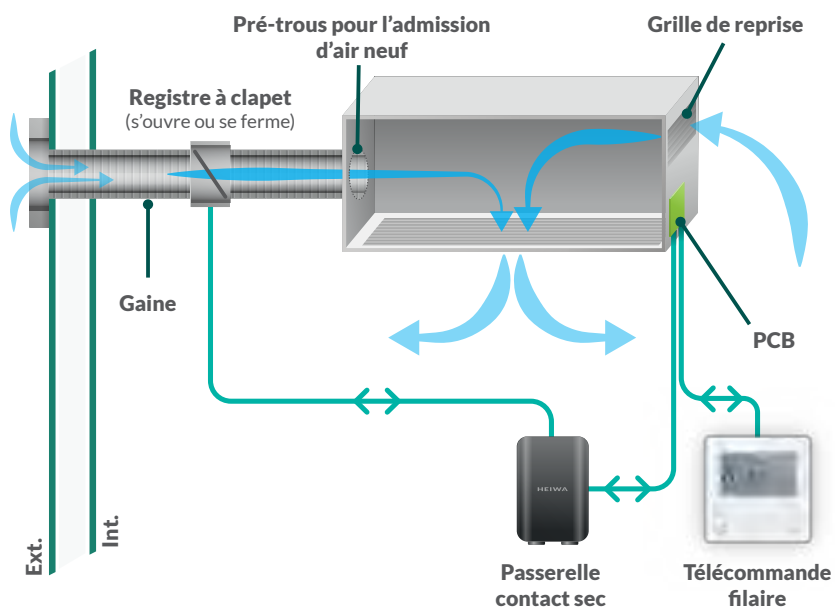 Pré-trous pour l'admission
d'air neuf
Grille de reprise
Registre à clapet
(s'ouvre ou se ferme)
Gaine
PCB
HEIWA
Ext.
Int.
Passerelle
contact sec
Télécommande
filaire